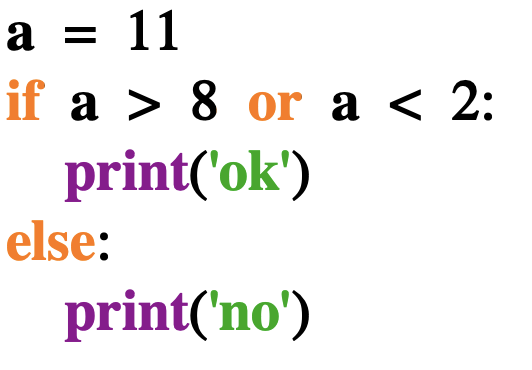 a = 11
if a > 8 or a < 2:
  print('ok')
else:
  print('no')